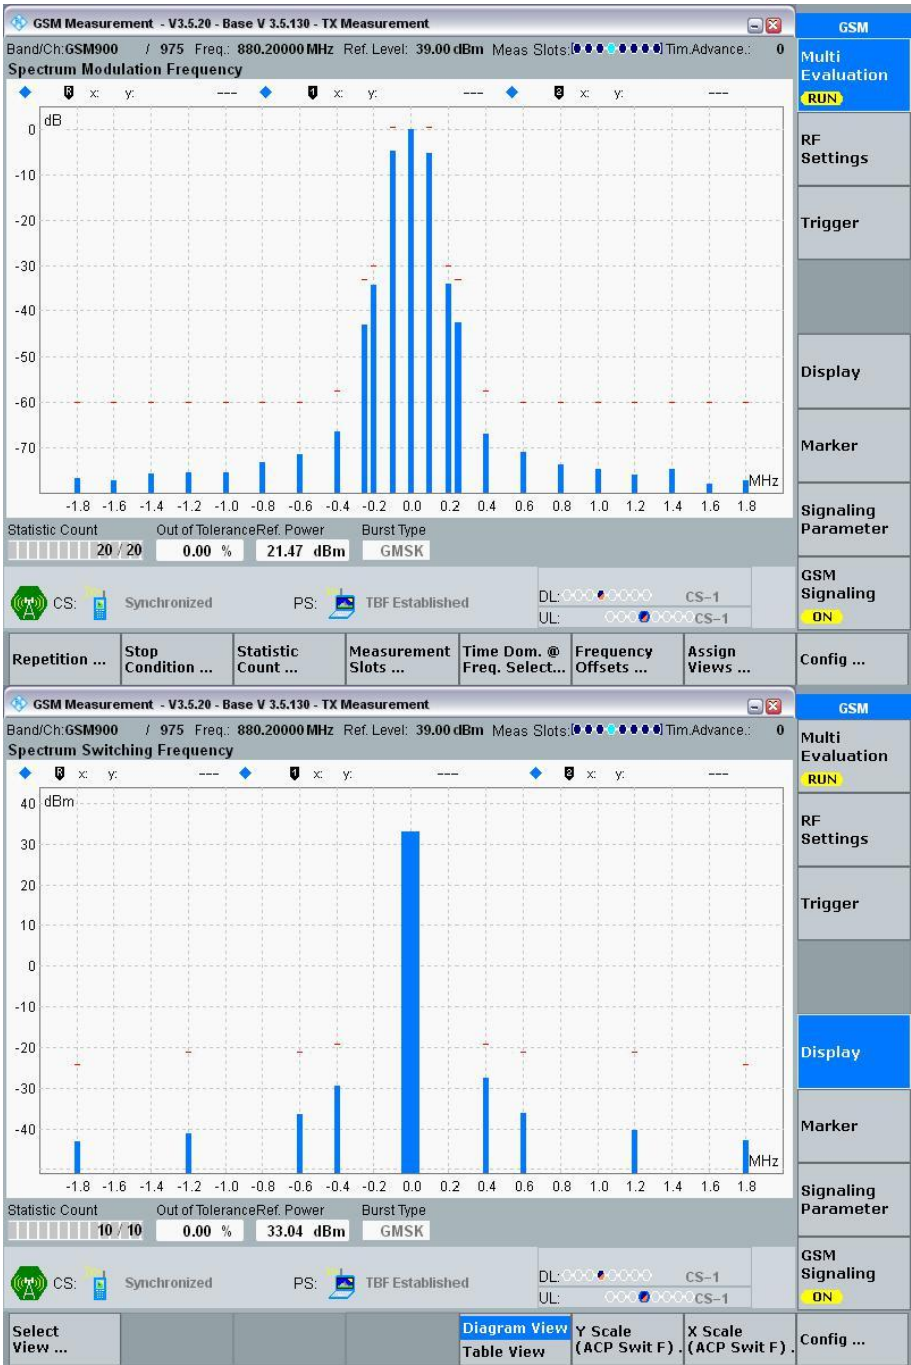 GSM Measurement - V3.5.20 - Base V 3.5.130 - TX Measurement
GSM
Band/Ch:GSM900 / 975 Freq.: 880.20000 MHz Ref. Level: 39.00 dBm Meas Slots:[ ] Tim.Advance.: 0
Spectrum Modulation Frequency
R x: y: --- 1 x: y: --- 2 x: y: ---
dB
0
-10
-20
-30
-40
-50
-60
-70
MHz
-1.8 -1.6 -1.4 -1.2 -1.0 -0.8 -0.6 -0.4 -0.2 0.0 0.2 0.4 0.6 0.8 1.0 1.2 1.4 1.6 1.8
Statistic Count Out of Tolerance Ref. Power Burst Type
20 / 20 0.00 % 21.47 dBm GMSK
CS: Synchronized PS: TBF Established
DL: CS-1
UL: CS-1
Multi
Evaluation
RUN
RF
Settings
Trigger
Display
Marker
Signaling
Parameter
GSM
Signaling
ON
Repetition ...
Stop
Condition ...
Statistic
Count ...
Measurement
Slots ...
Time Dom. @
Freq. Select...
Frequency
Offsets ...
Assign
Views ...
Config ...
GSM Measurement - V3.5.20 - Base V 3.5.130 - TX Measurement
GSM
Band/Ch:GSM900 / 975 Freq.: 880.20000 MHz Ref. Level: 39.00 dBm Meas Slots:[ ] Tim.Advance.: 0
Spectrum Switching Frequency
R x: y: --- 1 x: y: --- 2 x: y: ---
dBm
40
30
20
10
0
-10
-20
-30
-40
MHz
-1.8 -1.6 -1.4 -1.2 -1.0 -0.8 -0.6 -0.4 -0.2 0.0 0.2 0.4 0.6 0.8 1.0 1.2 1.4 1.6 1.8
Statistic Count Out of Tolerance Ref. Power Burst Type
10 / 10 0.00 % 33.04 dBm GMSK
CS: Synchronized PS: TBF Established
DL: CS-1
UL: CS-1
Multi
Evaluation
RUN
RF
Settings
Trigger
Display
Marker
Signaling
Parameter
GSM
Signaling
ON
Select
View ...
Diagram View
Table View
Y Scale
(ACP Swit F) .
X Scale
(ACP Swit F) .
Config ...